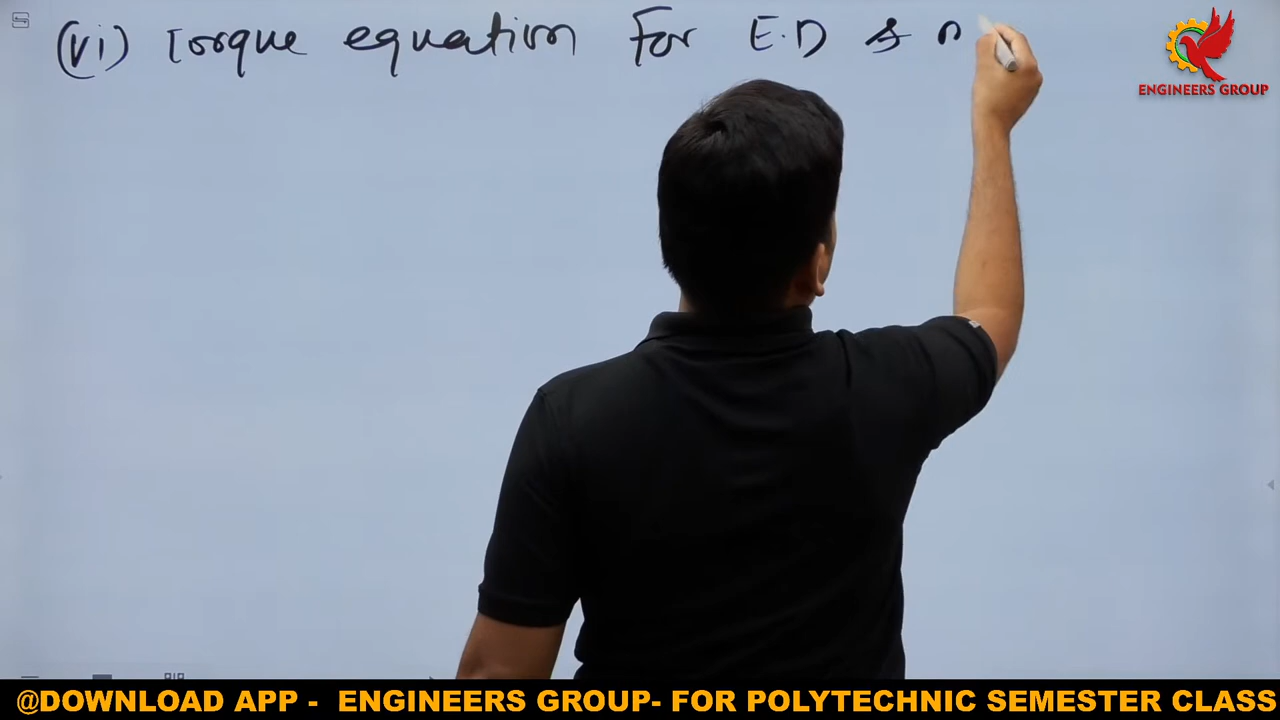 (vi) Torque equation For E.D &
ENGINEERS GROUP
@DOWNLOAD APP - ENGINEERS GROUP- FOR POLYTECHNIC SEMESTER CLASS